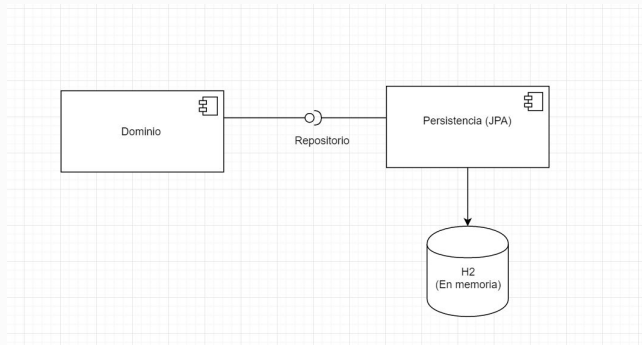 Dominio
Repositorio
Persistencia (JPA)
H2
(En memoria)